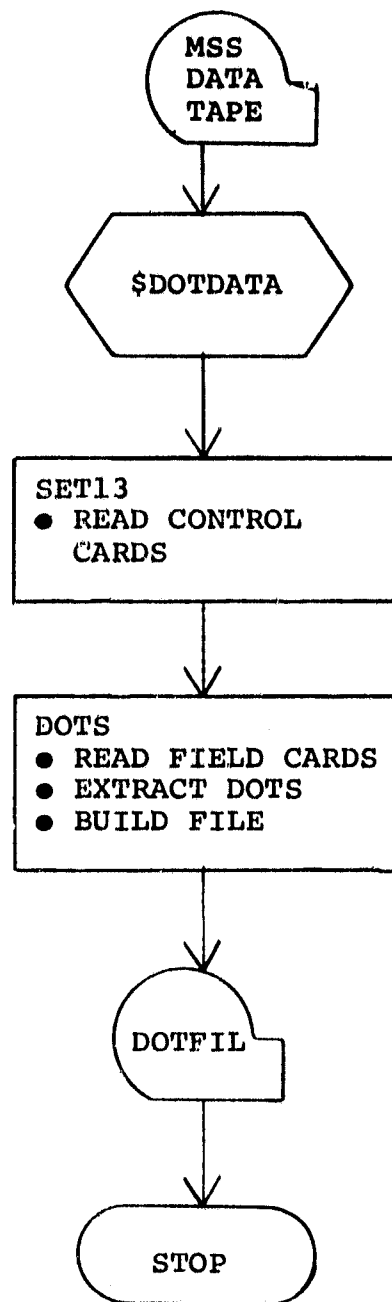 MSS
DATA
TAPE
$DOTDATA
SET13
● READ CONTROL
CARDS
DOTS
● READ FIELD CARDS
● EXTRACT DOTS
● BUILD FILE
DOTFIL
STOP